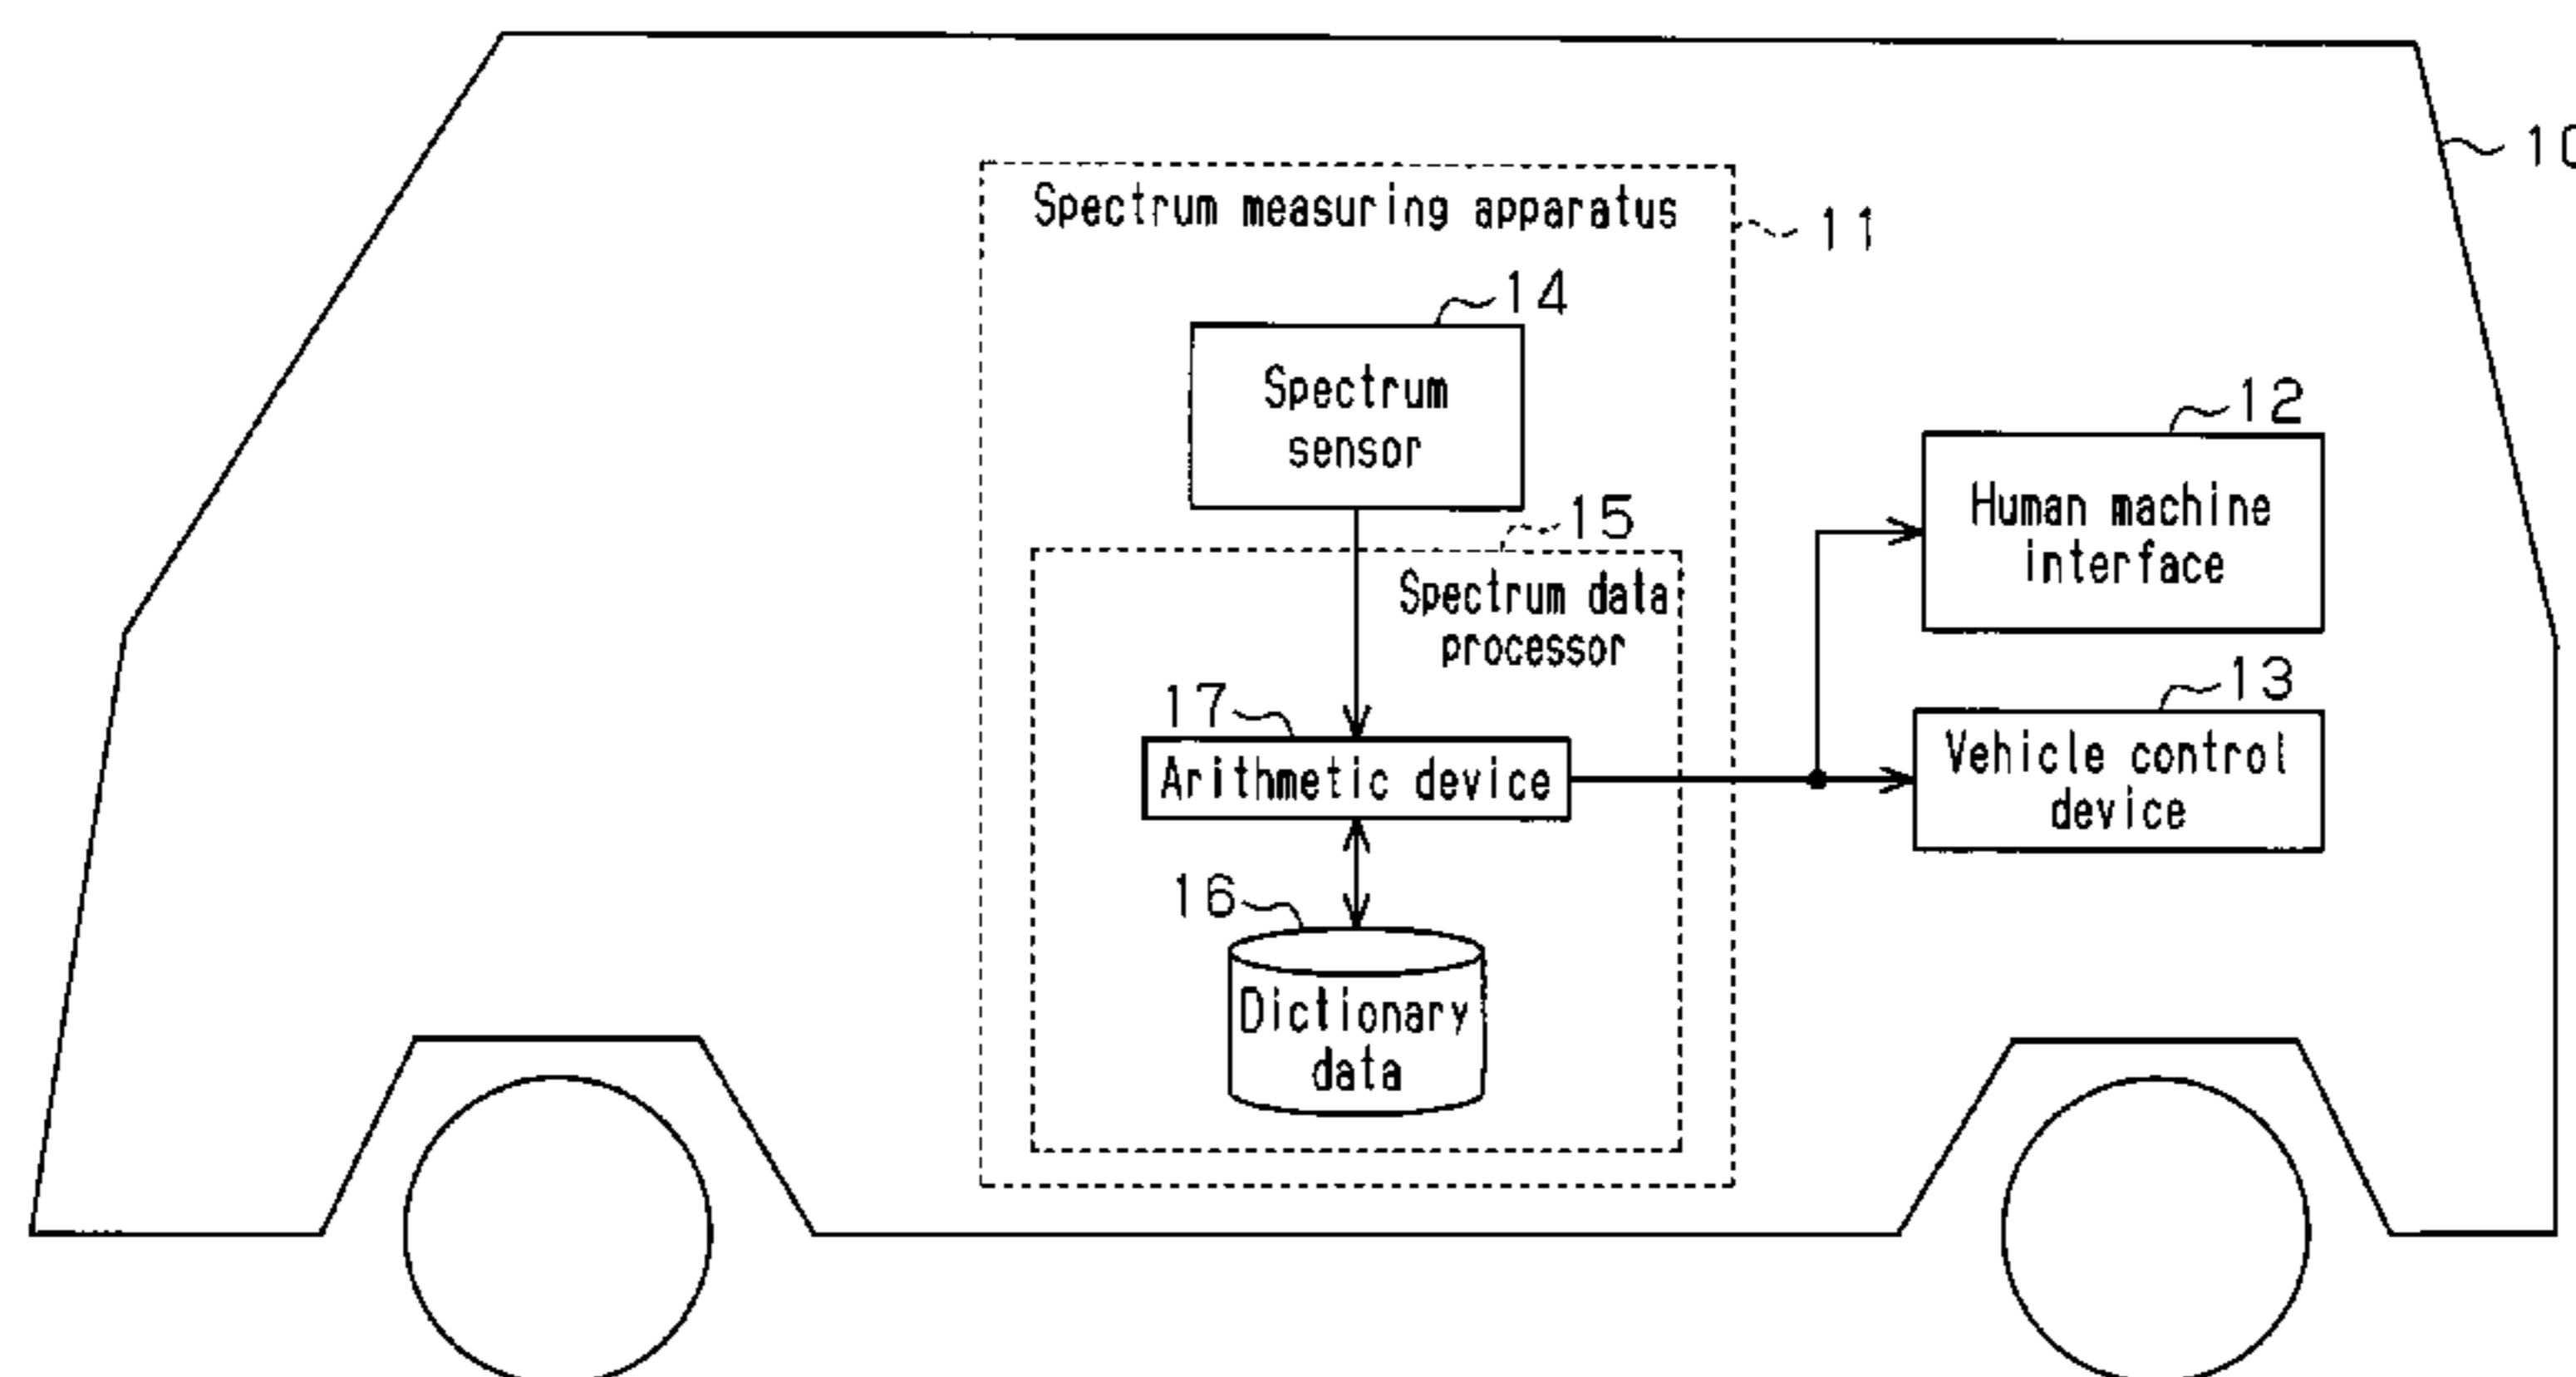 10
Spectrum measuring apparatus
11
14
Spectrum
sensor
12
Human machine
interface
15
Spectrum data
processor
13
Vehicle control
device
17
Arithmetic device
16
Dictionary
data